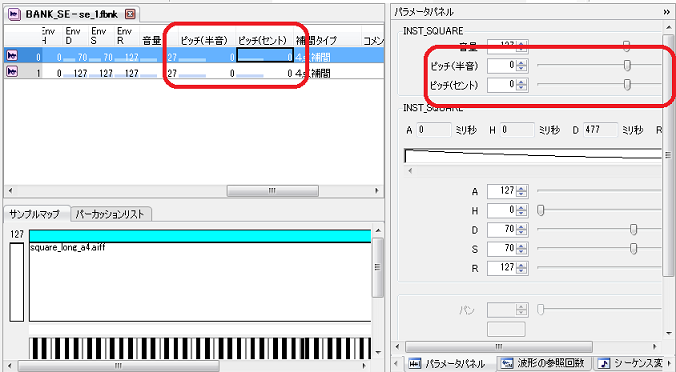 BANK_SE - se_1.fbnk
Env Env Env
H D S R 音量 ピッチ(半音) ピッチ(セント) 補間タイプ コメン
0 0 70 70 127 127 0 0 4点補間
1 0 127 127 127 127 0 0 4点補間
サンプルマップ パーカッションリスト
127
square_long_a4.aiff
パラメータパネル
INST_SQUARE
音量 127
ピッチ(半音) 0
ピッチ(セント) 0
INST_SQUARE
A 0 ミリ秒 H 0 ミリ秒 D 477 ミリ秒 R
A 127
H 0
D 70
S 70
R 127
パン
パラメータパネル 波形の参照回数 シーケンス変